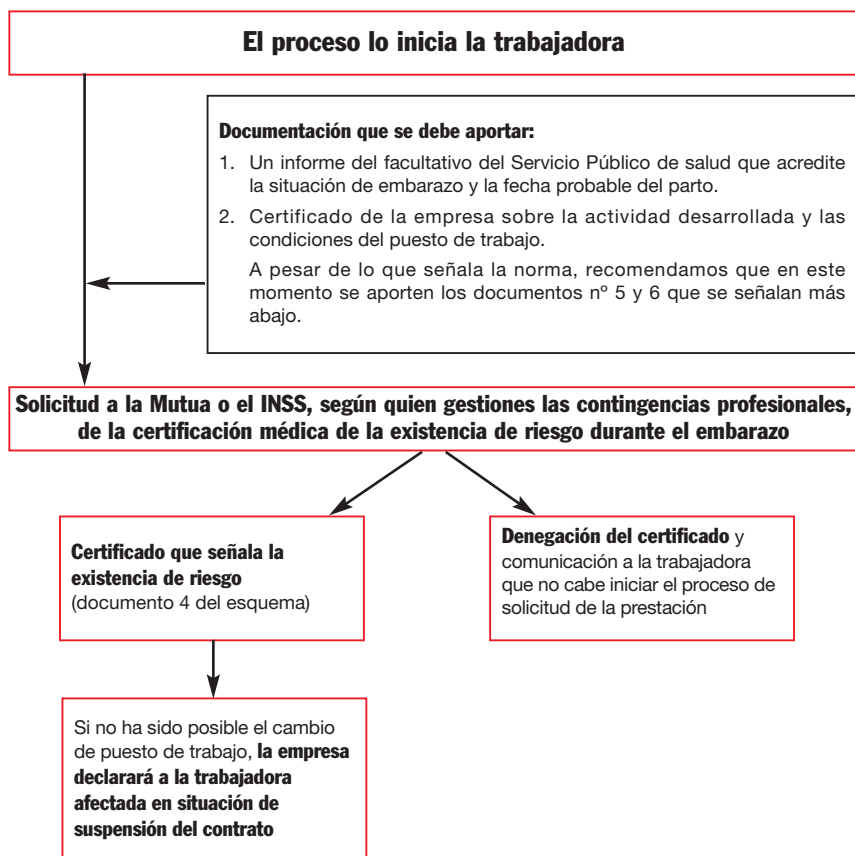 El proceso lo inicia la trabajadora
Documentación que se debe aportar:
1. Un informe del facultativo del Servicio Público de salud que acredite
la situación de embarazo y la fecha probable del parto.
2. Certificado de la empresa sobre la actividad desarrollada y las
condiciones del puesto de trabajo.
A pesar de lo que señala la norma, recomendamos que en este
momento se aporten los documentos nº 5 y 6 que se señalan más
abajo.
Solicitud a la Mutua o el INSS, según quien gestiones las contingencias profesionales,
de la certificación médica de la existencia de riesgo durante el embarazo
Certificado que señala la
existencia de riesgo
(documento 4 del esquema)
Denegación del certificado y
comunicación a la trabajadora
que no cabe iniciar el proceso de
solicitud de la prestación
Si no ha sido posible el cambio
de puesto de trabajo, la empresa
declarará a la trabajadora
afectada en situación de
suspensión del contrato